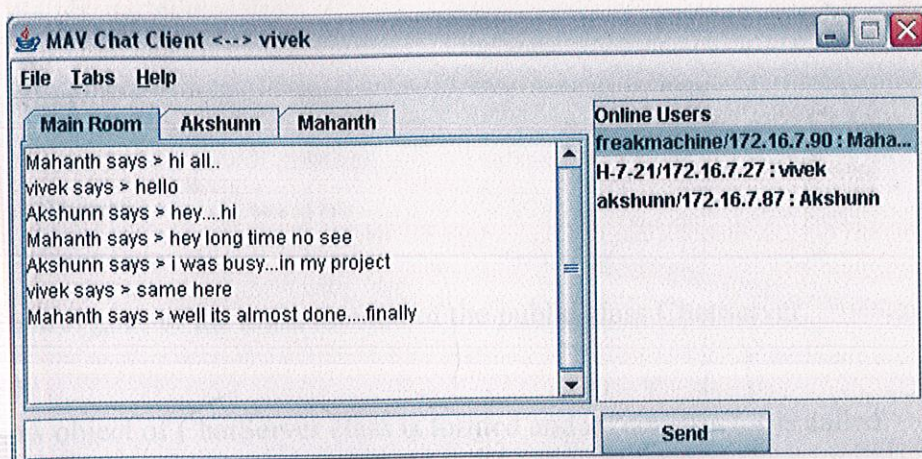 MAV Chat Client <--> vivek
File Tabs Help
Main Room Akshunn Mahanth
Mahanth says > hi all..
vivek says > hello
Akshunn says > hey....hi
Mahanth says > hey long time no see
Akshunn says > i was busy...in my project
vivek says > same here
Mahanth says > well its almost done....finally
Online Users
freakmachine/172.16.7.90 : Maha...
H-7-21/172.16.7.27 : vivek
akshunn/172.16.7.87 : Akshunn
Send